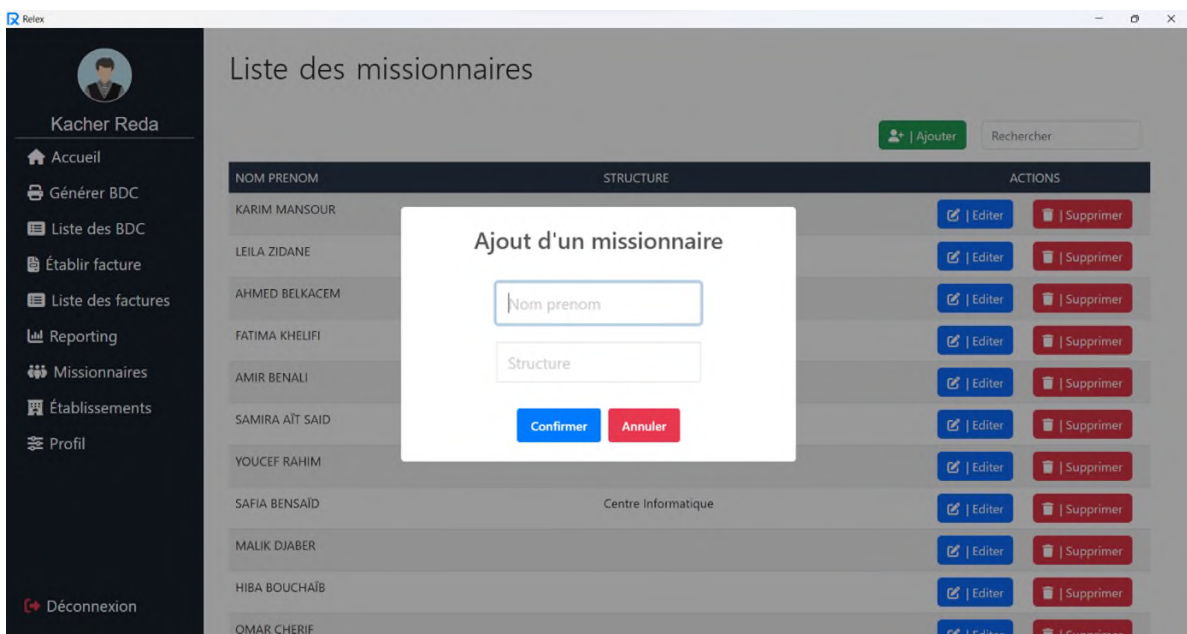 Relex
Kacher Reda
Accueil
Générer BDC
Liste des BDC
Établir facture
Liste des factures
Reporting
Missionnaires
Établissements
Profil
Déconnexion
Liste des missionnaires
| Ajouter
Rechercher
NOM PRENOM STRUCTURE ACTIONS
KARIM MANSOUR | Editer | Supprimer
LEILA ZIDANE | Editer | Supprimer
AHMED BELKACEM | Editer | Supprimer
FATIMA KHELIFI | Editer | Supprimer
AMIR BENALI | Editer | Supprimer
SAMIRA AÏT SAID | Editer | Supprimer
YOUCEF RAHIM | Editer | Supprimer
SAFIA BENSAÏD Centre Informatique | Editer | Supprimer
MALIK DJABER | Editer | Supprimer
HIBA BOUCHAÏB | Editer | Supprimer
OMAR CHERIF | Editer | Supprimer
Ajout d'un missionnaire
Nom prenom
Structure
Confirmer Annuler